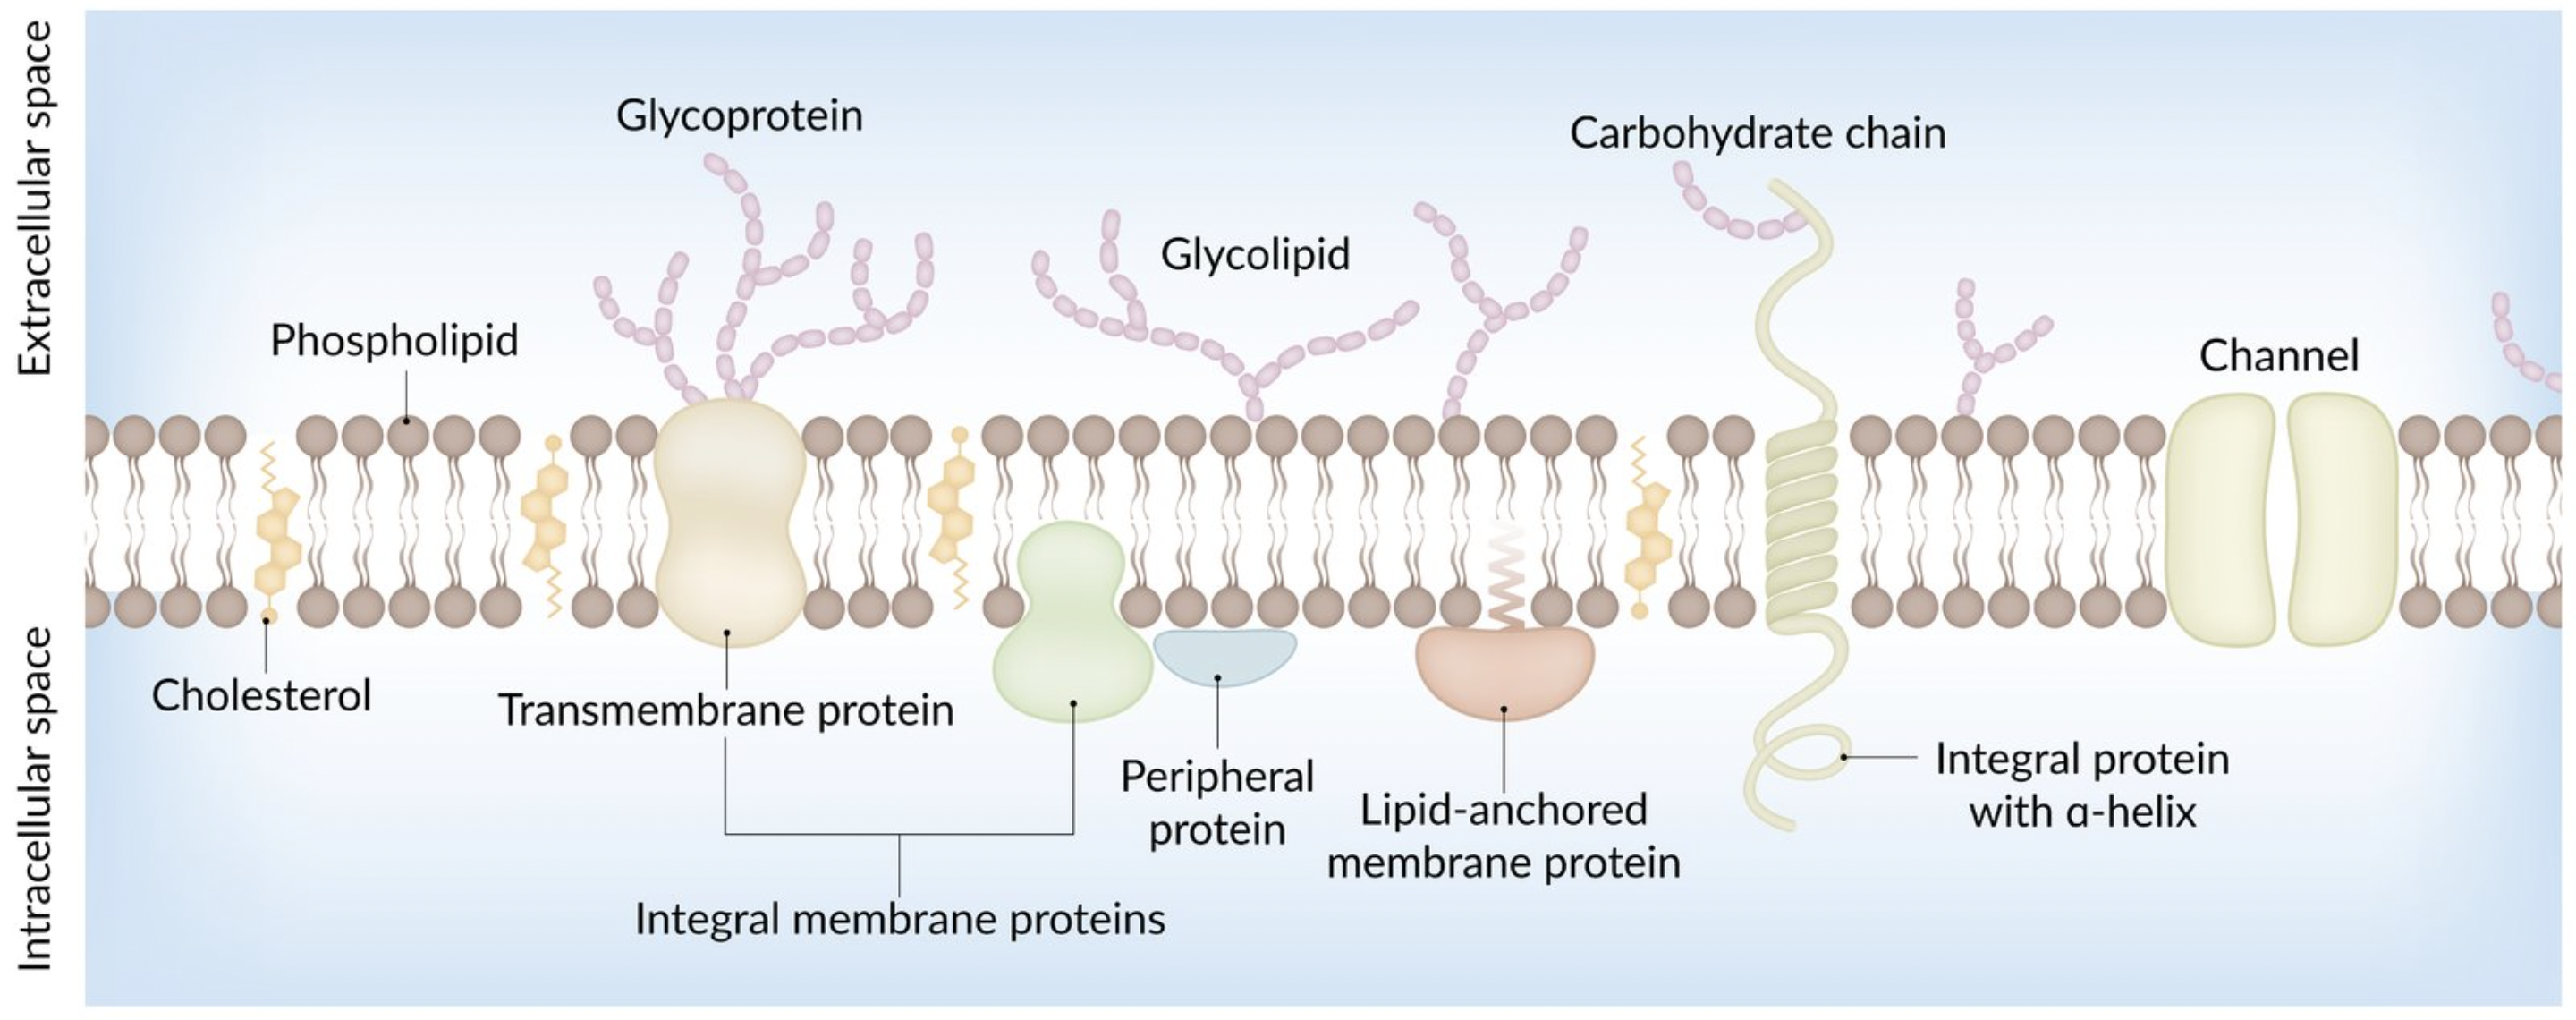 Extracellular space
Intracellular space
Glycoprotein
Carbohydrate chain
Glycolipid
Phospholipid
Channel
Cholesterol
Transmembrane protein
Peripheral
protein
Lipid-anchored
membrane protein
Integral protein
with α-helix
Integral membrane proteins